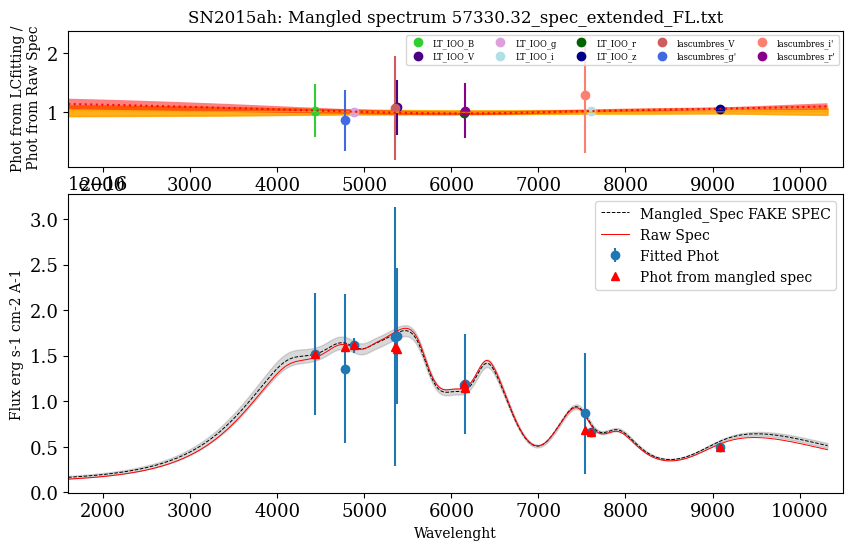 SN2015ah: Mangled spectrum 57330.32_spec_extended_FL.txt
Phot from LCfitting /
Phot from Raw Spec
2
1
LT_IOO_B
LT_IOO_V
LT_IOO_g
LT_IOO_i
LT_IOO_r
LT_IOO_z
lascumbres_V
lascumbres_g'
lascumbres_i'
lascumbres_r'
2000 3000 4000 5000 6000 7000 8000 9000 10000
1e−16
Flux erg s-1 cm-2 A-1
3.0
2.5
2.0
1.5
1.0
0.5
0.0
Mangled_Spec FAKE SPEC
Raw Spec
Fitted Phot
Phot from mangled spec
2000 3000 4000 5000 6000 7000 8000 9000 10000
Wavelenght